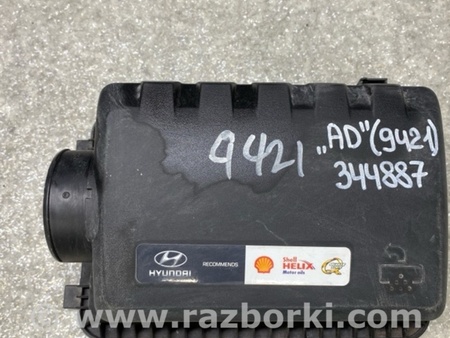 9421
„AD"(9421)
344887
HYUNDAI
RECOMMENDS
Shell
HELIX
Motor oils
www.razborki.com